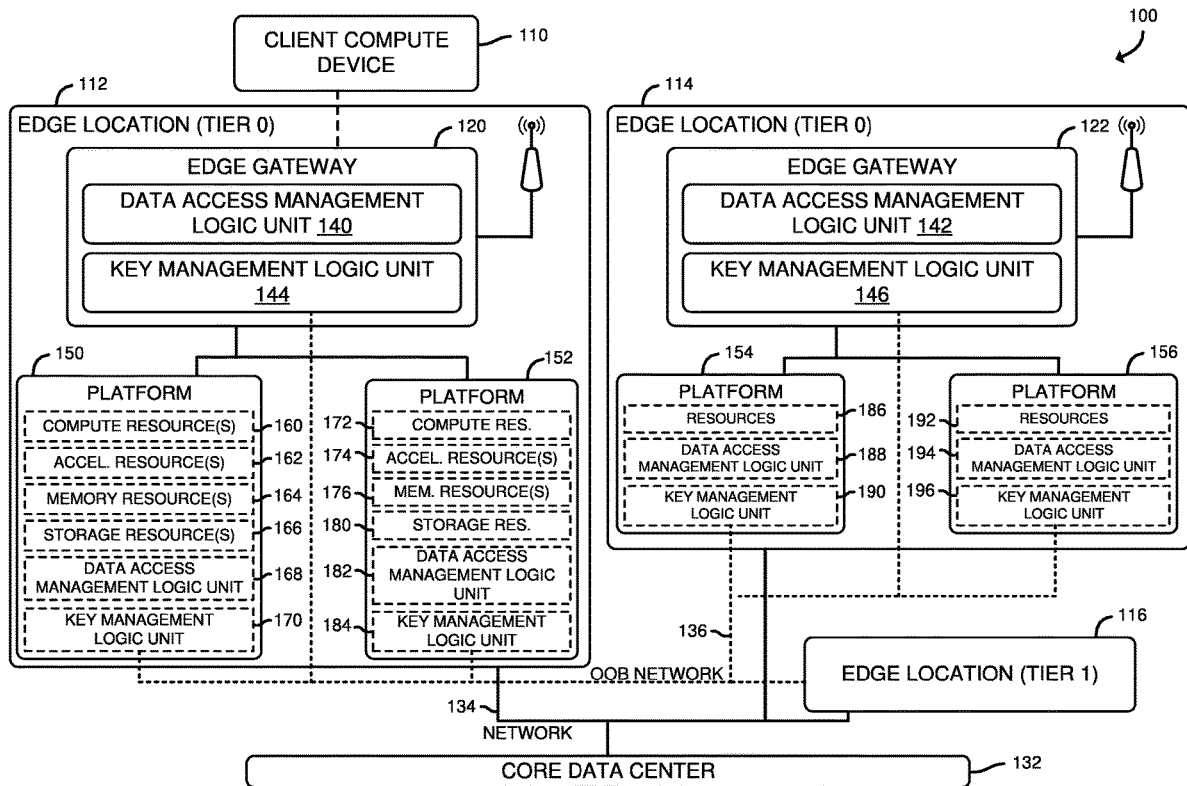 100
CLIENT COMPUTE
DEVICE
110
112
EDGE LOCATION (TIER 0)
120
EDGE GATEWAY
DATA ACCESS MANAGEMENT
LOGIC UNIT 140
KEY MANAGEMENT LOGIC UNIT
144
150
PLATFORM
COMPUTE RESOURCE(S)
160
ACCEL. RESOURCE(S)
162
MEMORY RESOURCE(S)
164
STORAGE RESOURCE(S)
166
DATA ACCESS
MANAGEMENT LOGIC UNIT
168
KEY MANAGEMENT
LOGIC UNIT
170
152
PLATFORM
172
COMPUTE RES.
174
ACCEL. RESOURCE(S)
176
MEM. RESOURCE(S)
180
STORAGE RES.
182
DATA ACCESS
MANAGEMENT LOGIC
UNIT
184
KEY MANAGEMENT
LOGIC UNIT
114
EDGE LOCATION (TIER 0)
122
EDGE GATEWAY
DATA ACCESS MANAGEMENT
LOGIC UNIT 142
KEY MANAGEMENT LOGIC UNIT
146
154
PLATFORM
RESOURCES
186
DATA ACCESS
MANAGEMENT LOGIC UNIT
188
KEY MANAGEMENT
LOGIC UNIT
190
156
PLATFORM
192
RESOURCES
194
DATA ACCESS
MANAGEMENT LOGIC UNIT
196
KEY MANAGEMENT
LOGIC UNIT
136
116
EDGE LOCATION (TIER 1)
OOB NETWORK
134
NETWORK
CORE DATA CENTER
132